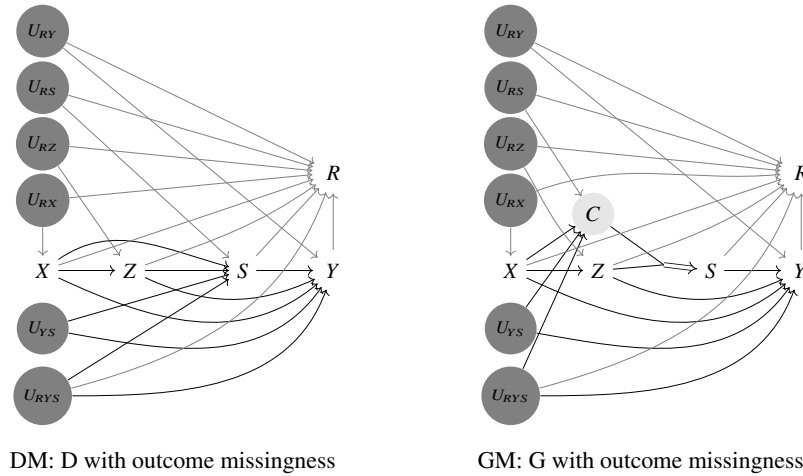 U_RY U_RY
U_RS U_RS
U_RZ U_RZ
R R
U_RX U_RX
C
X Z S Y X Z S Y
U_YS U_YS
U_RYS U_RYS
DM: D with outcome missingness GM: G with outcome missingness